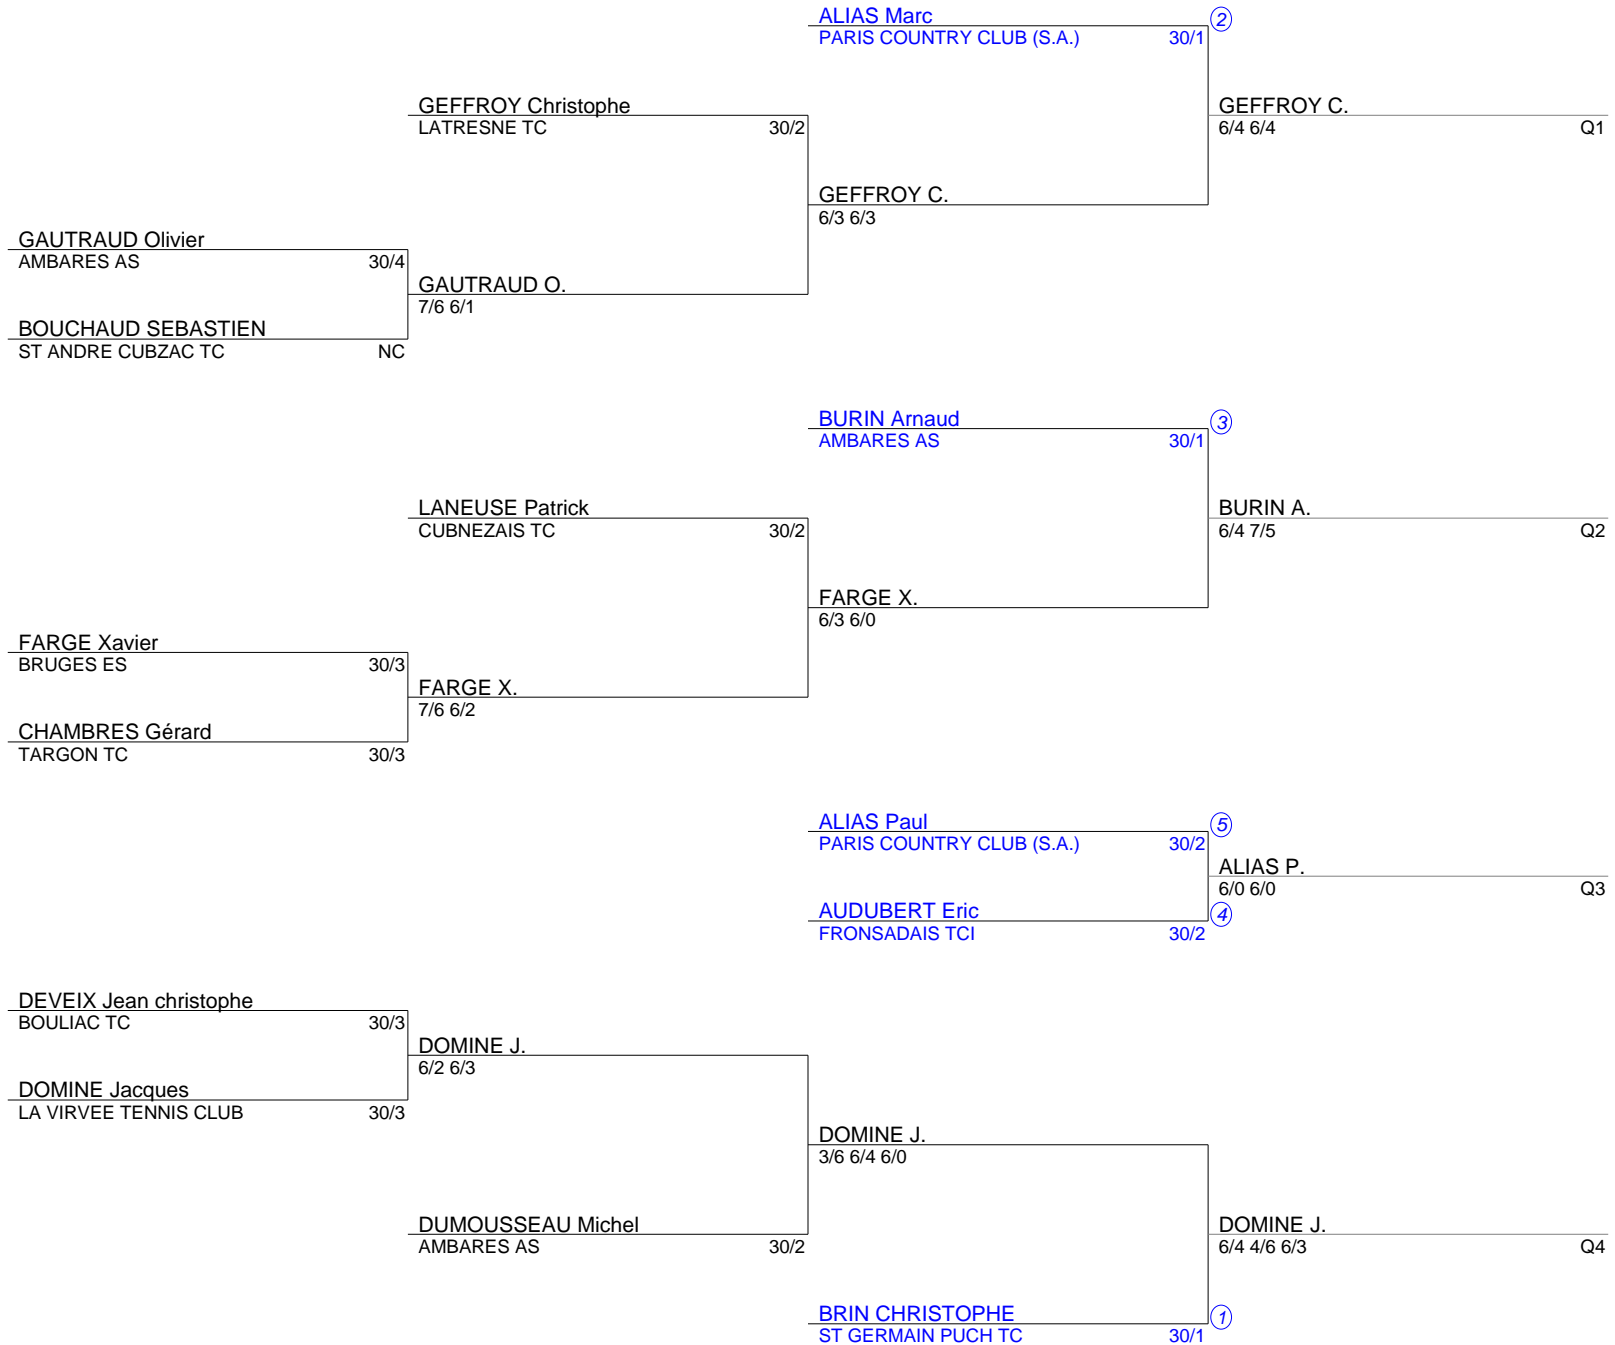 ALIAS Marc
2
PARIS COUNTRY CLUB (S.A.) 30/1
GEFFROY Christophe
LATRESNE TC 30/2
GEFFROY C.
6/4 6/4 Q1
GEFFROY C.
6/3 6/3
GAUTRAUD Olivier
AMBARES AS 30/4
GAUTRAUD O.
7/6 6/1
BOUCHAUD SEBASTIEN
ST ANDRE CUBZAC TC NC
BURIN Arnaud
3
AMBARES AS 30/1
LANEUSE Patrick
CUBNEZAIS TC 30/2
BURIN A.
6/4 7/5 Q2
FARGE X.
6/3 6/0
FARGE Xavier
BRUGES ES 30/3
FARGE X.
7/6 6/2
CHAMBRES Gérard
TARGON TC 30/3
ALIAS Paul
5
PARIS COUNTRY CLUB (S.A.) 30/2
ALIAS P.
6/0 6/0 Q3
AUDUBERT Eric
4
FRONSADAIS TCI 30/2
DEVEIX Jean christophe
BOULIAC TC 30/3
DOMINE J.
6/2 6/3
DOMINE Jacques
LA VIRVEE TENNIS CLUB 30/3
DOMINE J.
3/6 6/4 6/0
DUMOUSSEAU Michel
AMBARES AS 30/2
DOMINE J.
6/4 4/6 6/3 Q4
BRIN CHRISTOPHE
1
ST GERMAIN PUCH TC 30/1